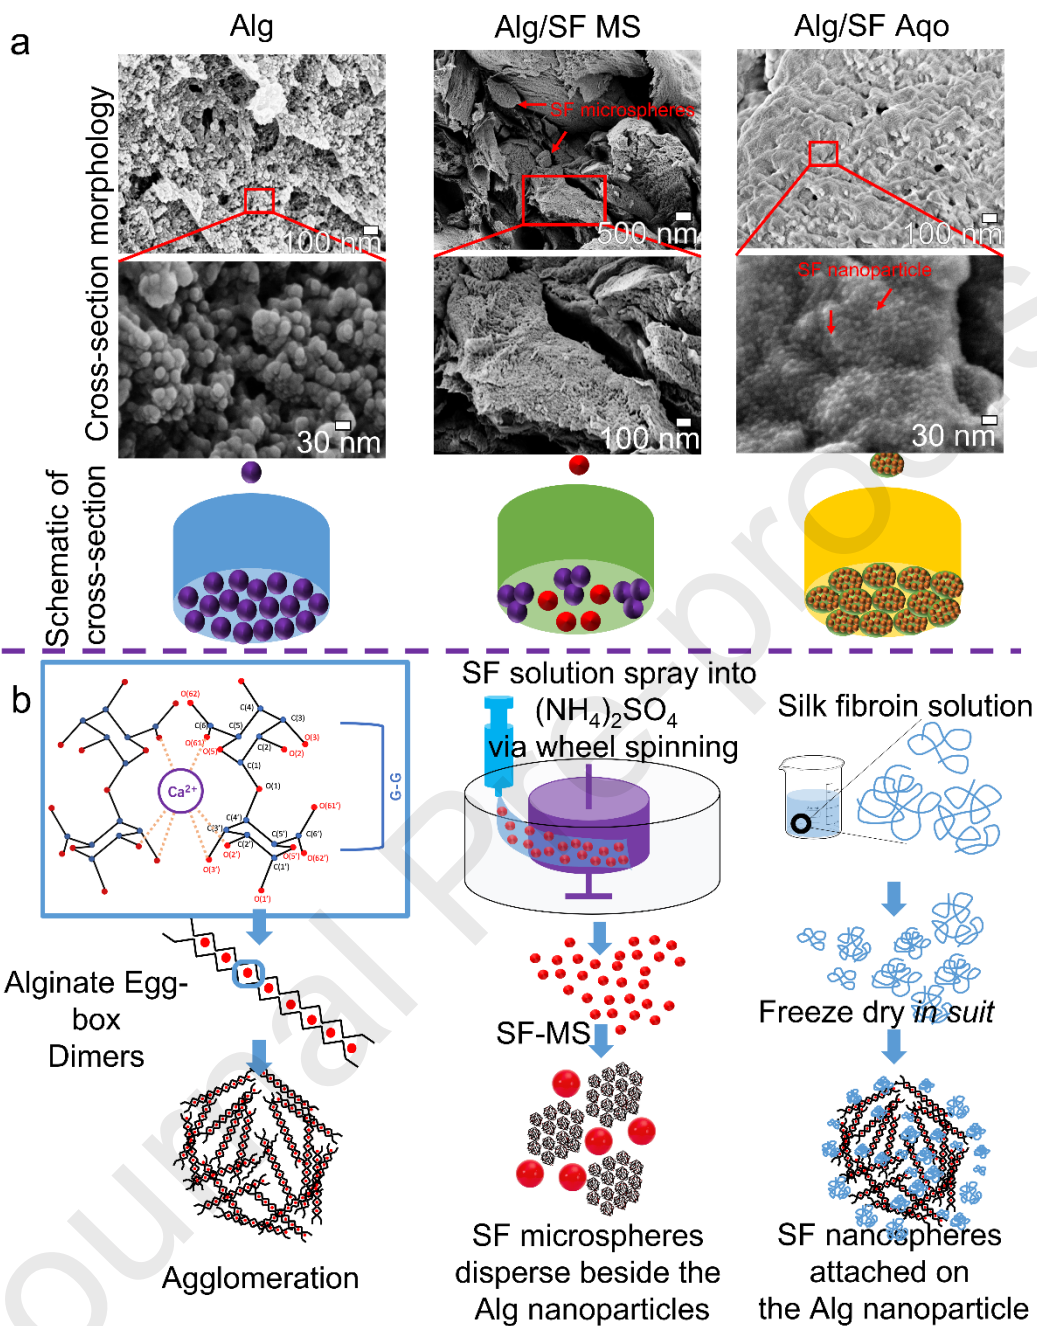 a
Alg
Alg/SF MS
Alg/SF Aqo
Cross-section morphology
100 nm
SF microspheres
500 nm
100 nm
30 nm
100 nm
SF nanoparticle
30 nm
Schematic of
cross-section
b
O(62)
C(4)
C(6)
C(5)
C(3)
O(61)
O(5)
C(2)
O(3)
O(2)
C(1)
Ca2+
O(1)
G-G
O(61')
C(4')
C(3')
C(5')
C(6')
C(2')
O(2')
O(5')
O(62')
O(3')
C(1')
O(1')
Alginate Egg-
box
Dimers
Agglomeration
SF solution spray into
(NH4)2SO4
via wheel spinning
SF-MS
SF microspheres
disperse beside the
Alg nanoparticles
Silk fibroin solution
Freeze dry in suit
SF nanospheres
attached on
the Alg nanoparticle
Journal Pre-proofs